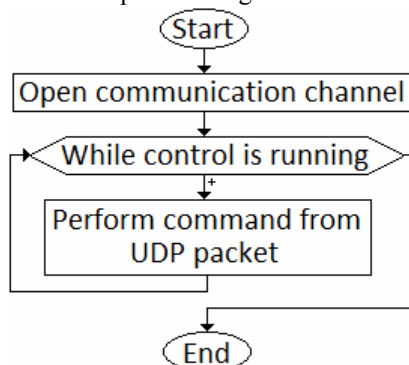 Start
Open communication channel
While control is running
+
Perform command from
UDP packet
End